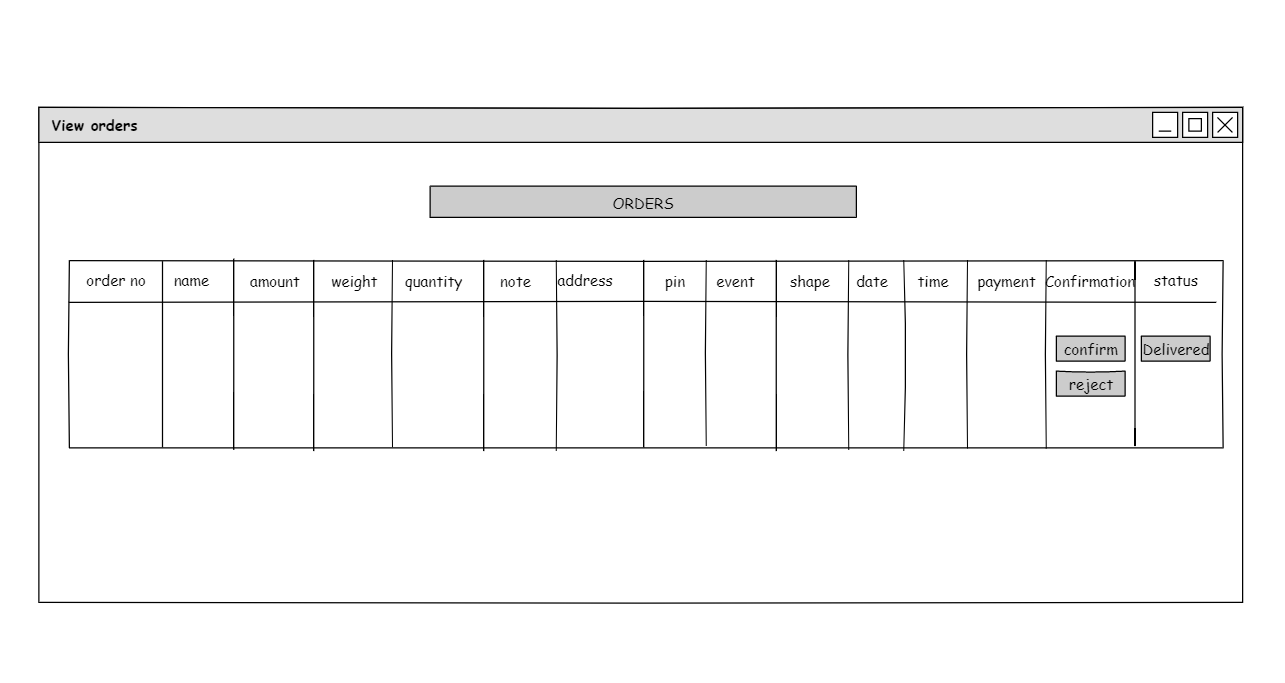 View orders
ORDERS
order no name amount weight quantity note address pin event shape date time payment Confirmation status
confirm Delivered
reject